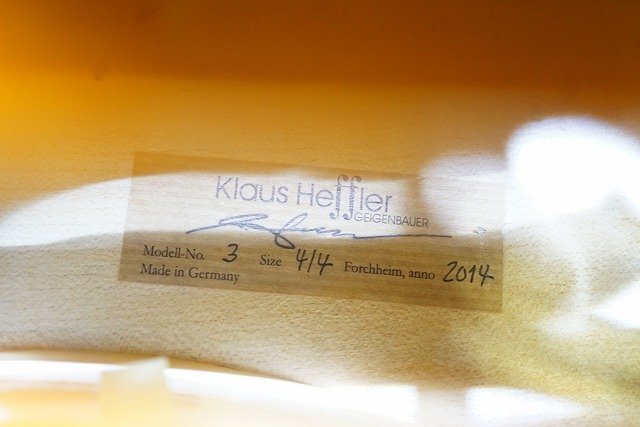 Klaus Heffler
GEIGENBAUER
Modell-No. 3 Size 4/4 Forchheim, anno 2014
Made in Germany